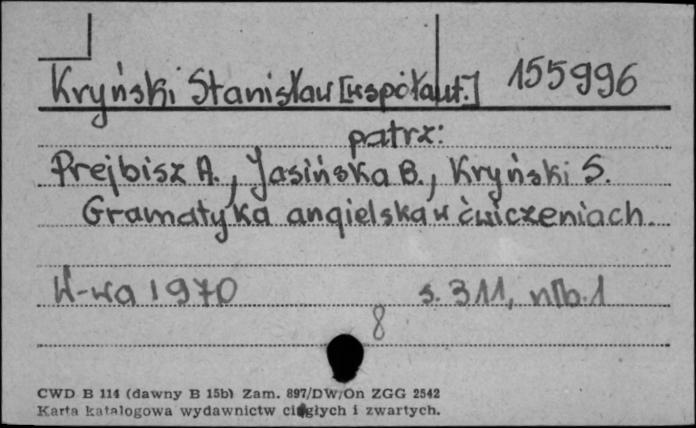 Kryński Stanisław [współaut.] 155996
patrz:
Prejbisz A., Jasińska B., Kryński S.
Gramatyka angielska w ćwiczeniach.
W-wa 1970 s. 311, nlb. 1
8
CWD B 114 (dawny B 15b) Zam. 897/DW/On ZGG 2542
Karta katalogowa wydawnictw ciągłych i zwartych.